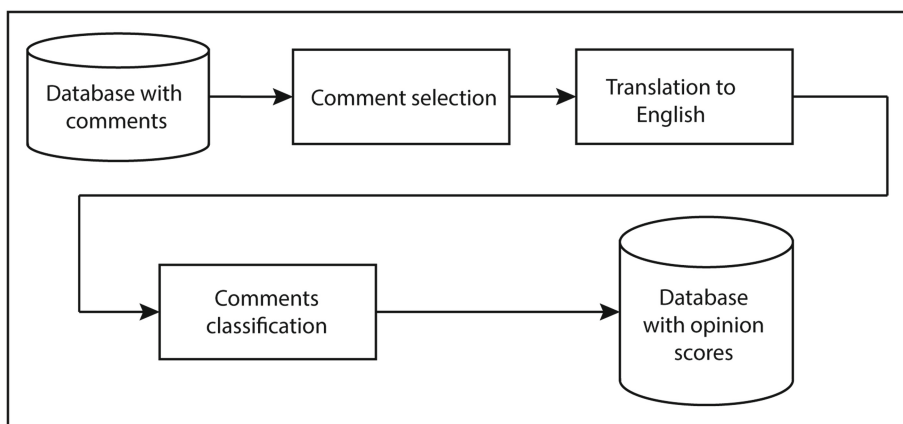 Database with
comments
Comment selection
Translation to
English
Comments
classification
Database
with opinion
scores